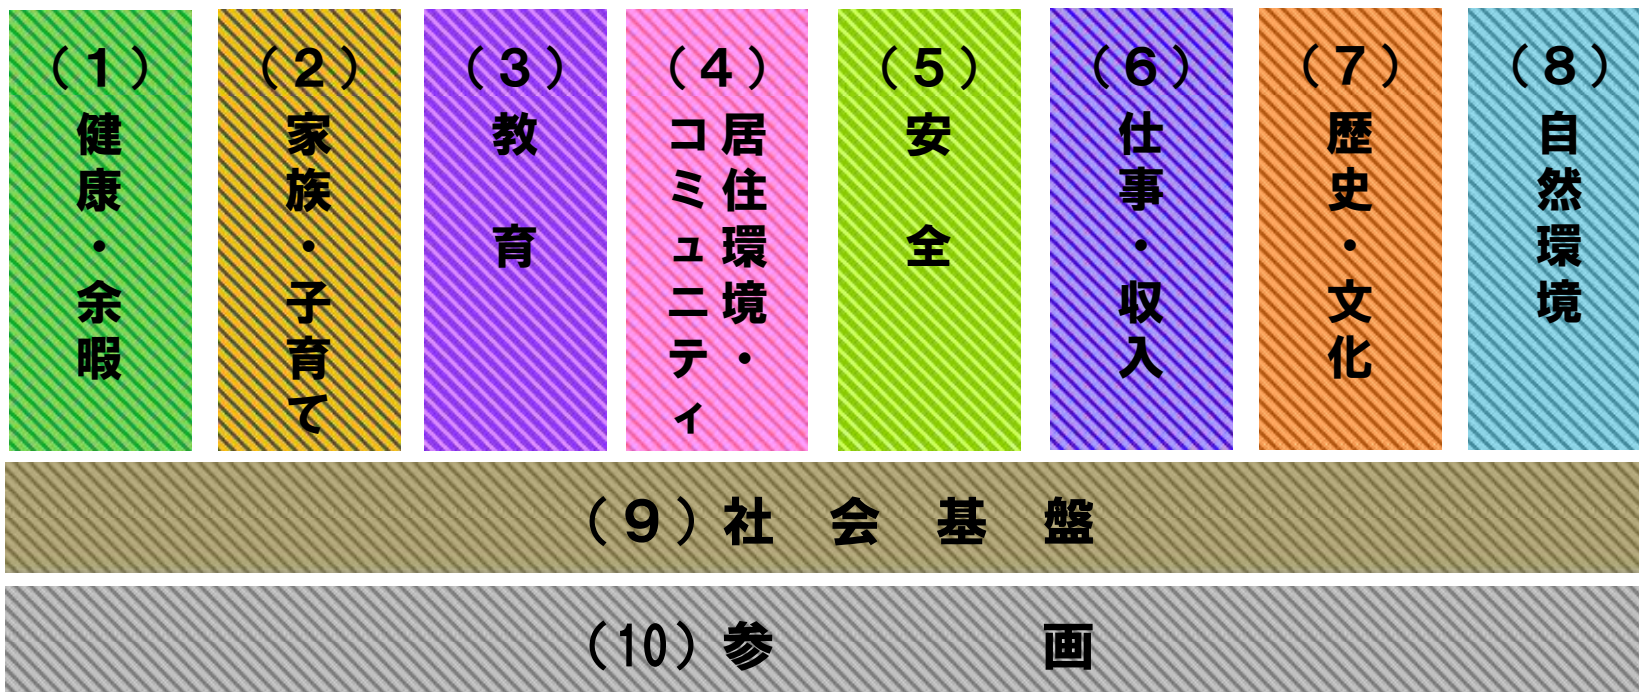 （１）
健康・余暇
（２）
家族・子育て
（３）
教　育
（４）
居住環境・
コミュニティ
（５）
安　全
（６）
仕事・収入
（７）
歴史・文化
（８）
自然環境
（９）社　会　基　盤
（10）参　　　　　画